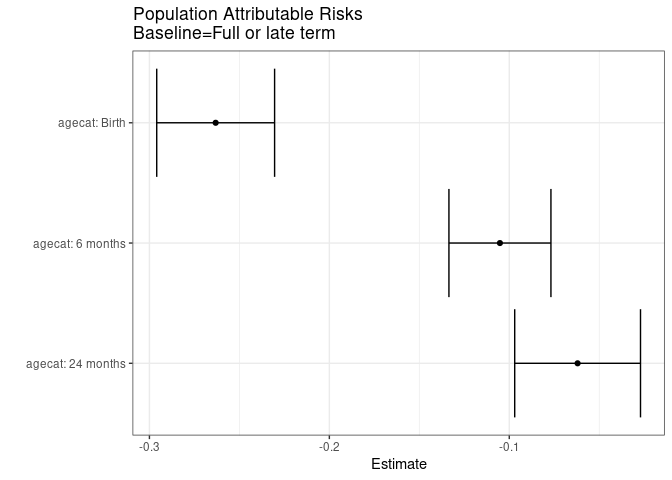 Population Attributable Risks
Baseline=Full or late term
agecat: Birth
agecat: 6 months
agecat: 24 months
-0.3 -0.2 -0.1
Estimate